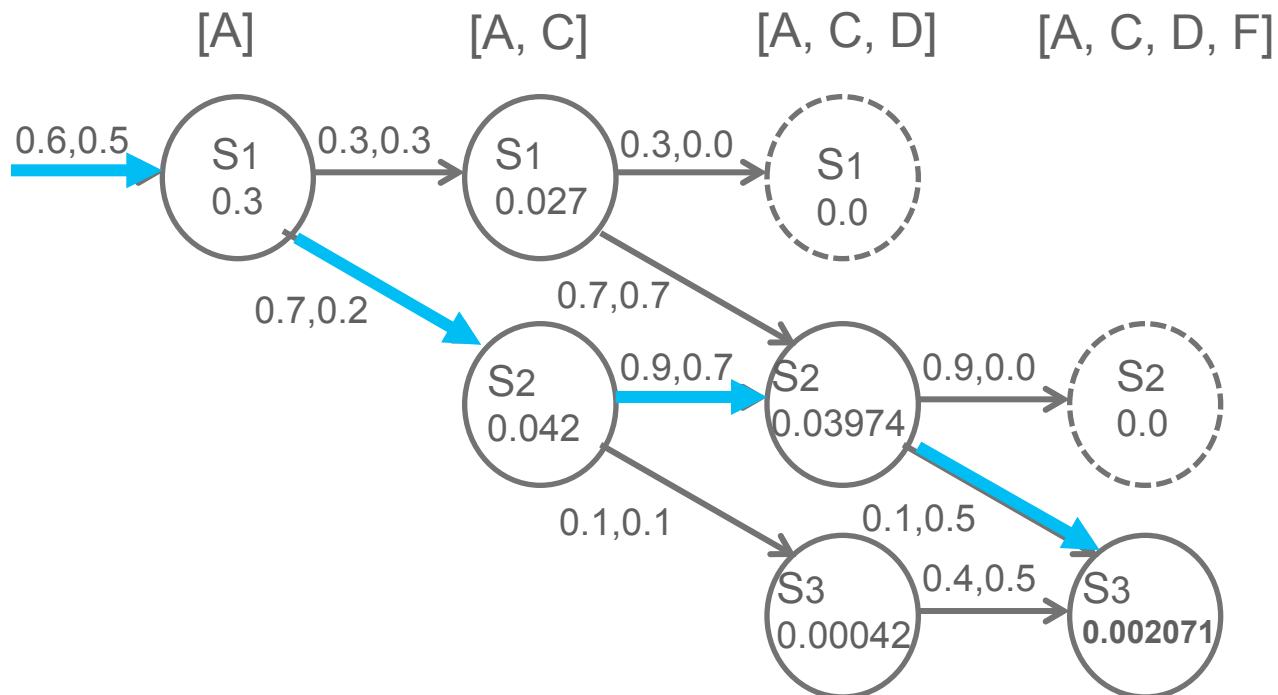 [A]
[A, C]
[A, C, D]
[A, C, D, F]
0.6,0.5
S1
0.3
0.3,0.3
S1
0.027
0.3,0.0
S1
0.0
0.7,0.2
0.7,0.7
S2
0.042
0.9,0.7
S2
0.03974
0.9,0.0
S2
0.0
0.1,0.1
0.1,0.5
S3
0.00042
0.4,0.5
S3
0.002071